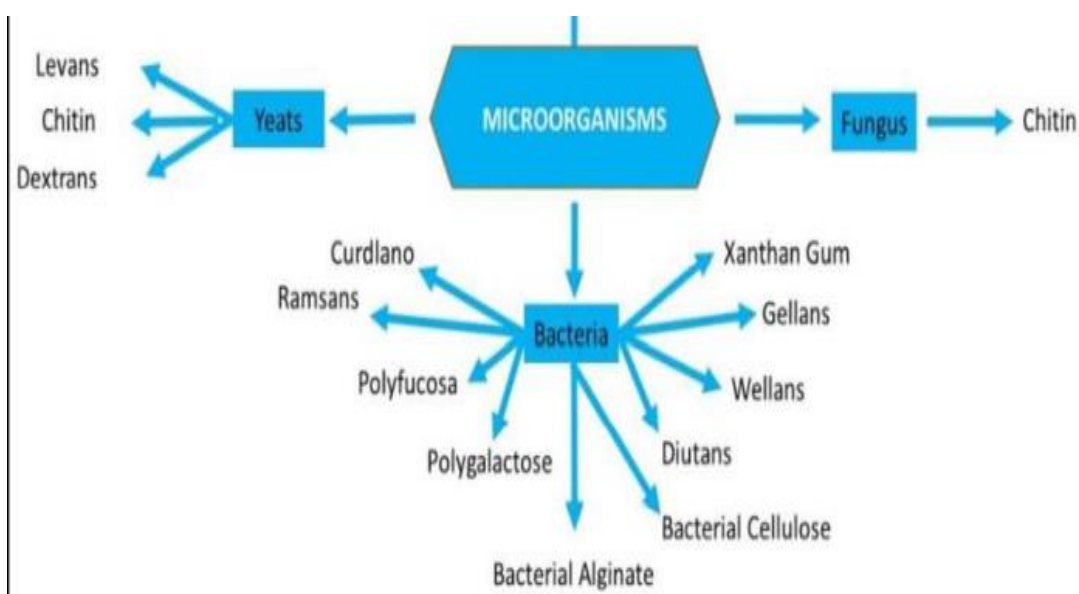 Levans
Chitin
Dextrans
Yeats
MICROORGANISMS
Fungus
Chitin
Curdlano
Ramsans
Polyfucosa
Polygalactose
Bacteria
Xanthan Gum
Gellans
Wellans
Diutans
Bacterial Cellulose
Bacterial Alginate